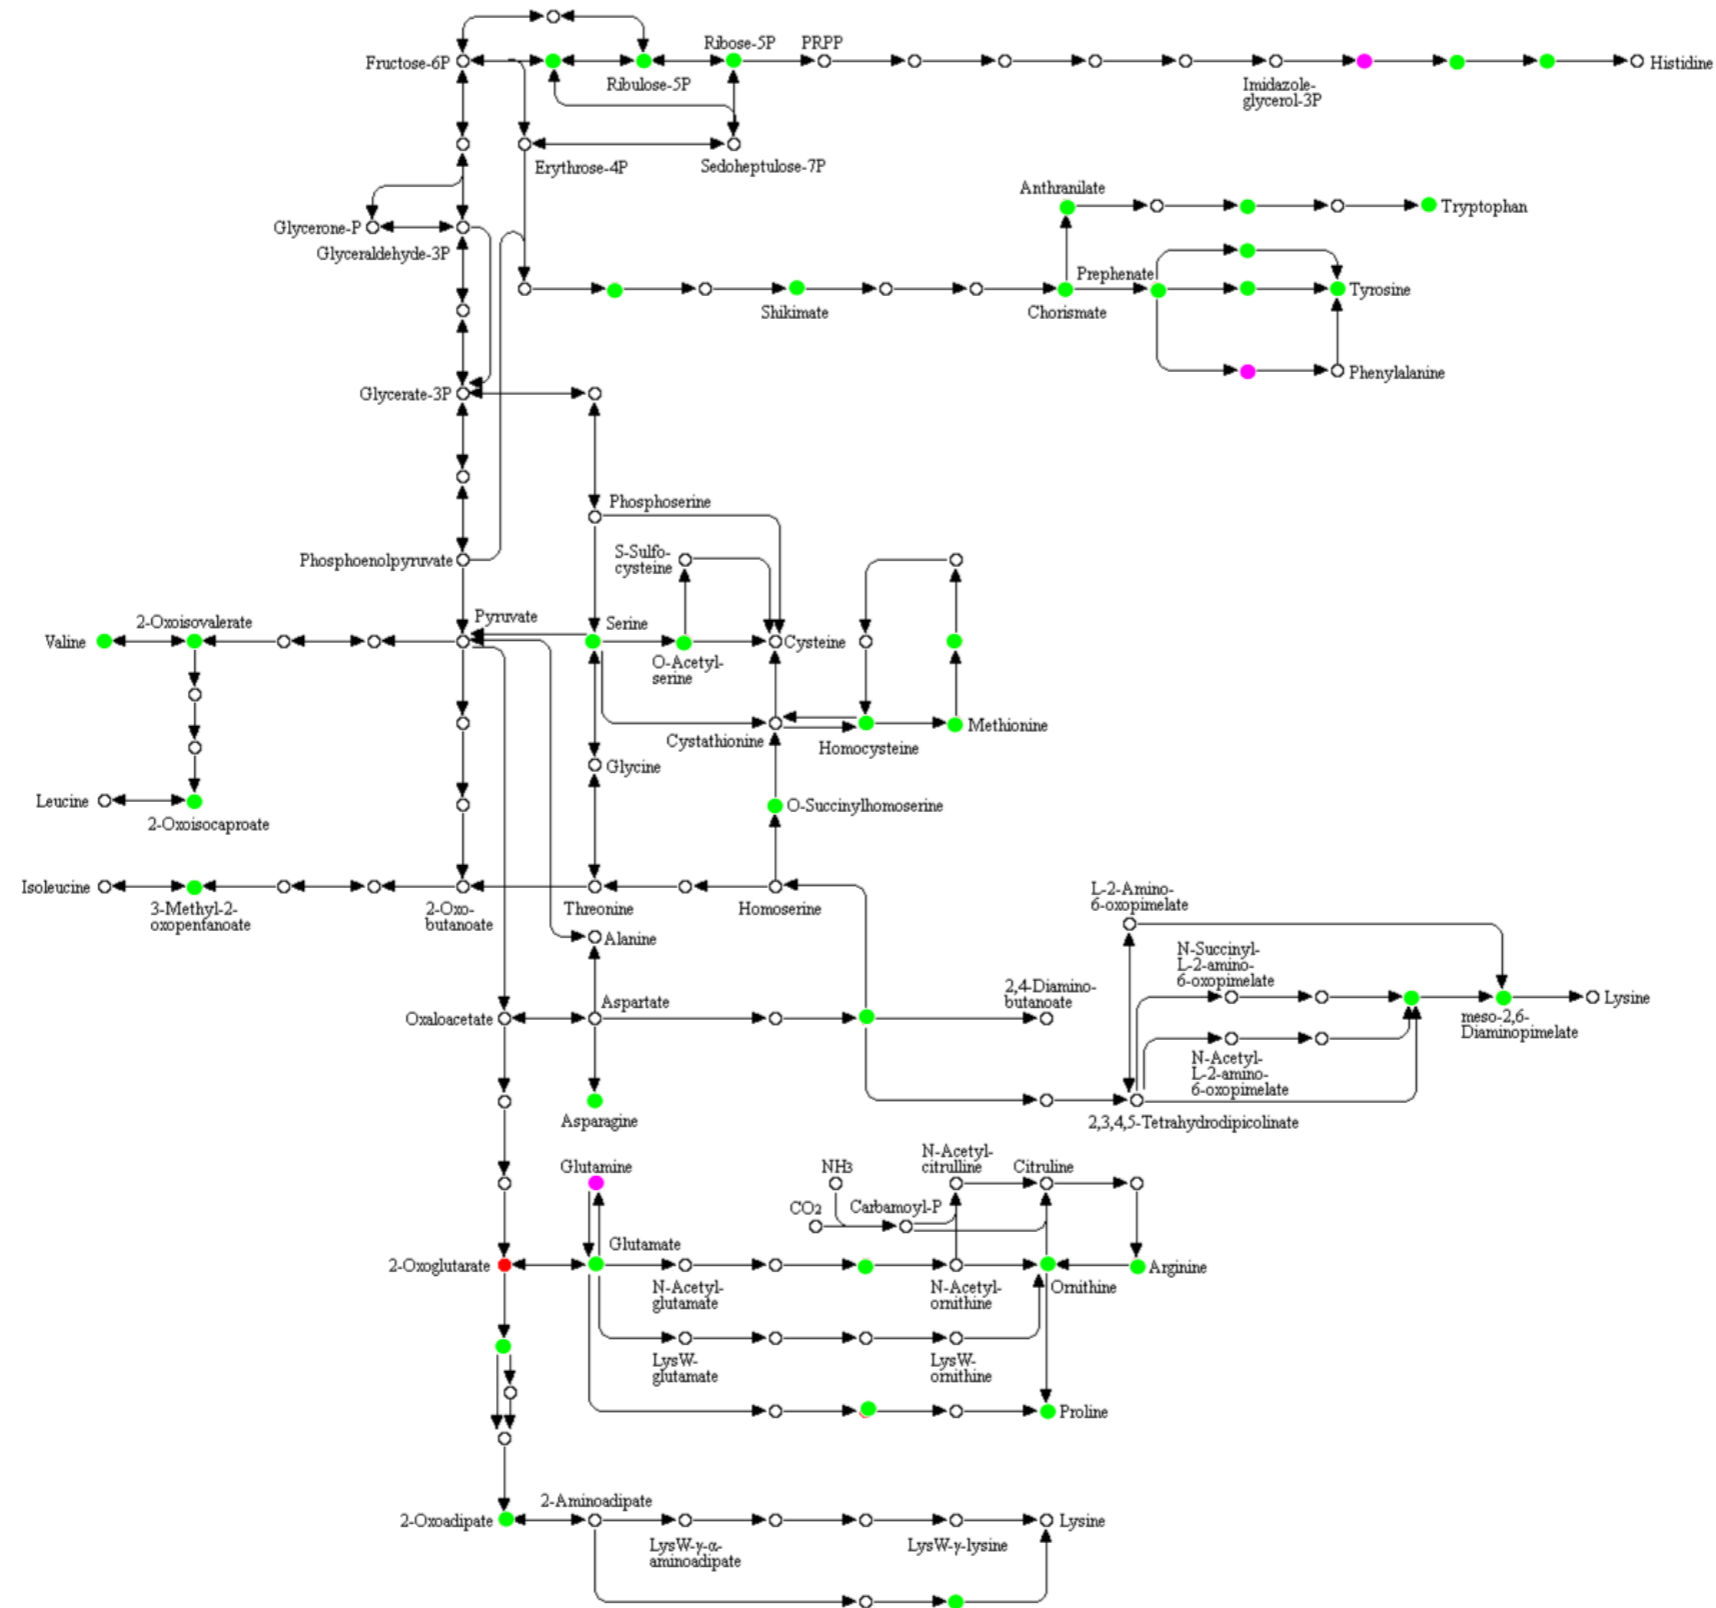 Ribose-5P
PRPP
Fructose-6P
Histidine
Ribulose-5P
Imidazole-
glycerol-3P
Erythrose-4P
Sedoheptulose-7P
Anthranilate
Tryptophan
Glycerone-P
Glyceraldehyde-3P
Prephenate
Tyrosine
Shikimate
Chorismate
Phenylalanine
Glycerate-3P
Phosphoserine
S-Sulfo-
cysteine
Phosphoenolpyruvate
Pyruvate
2-Oxoisovalerate
Serine
Valine
Cysteine
O-Acetyl-
serine
Methionine
Cystathionine
Homocysteine
Glycine
Leucine
O-Succinylhomoserine
2-Oxoisocaproate
Isoleucine
3-Methyl-2-
oxopentanoate
2-Oxo-
butanoate
Threonine
Homoserine
L-2-Amino-
6-oxopimelate
Alanine
N-Succinyl-
L-2-amino-
6-oxopimelate
2,4-Diamino-
butanoate
Aspartate
Oxaloacetate
Lysine
meso-2,6-
Diaminopimelate
N-Acetyl-
L-2-amino-
6-oxopimelate
Asparagine
2,3,4,5-Tetrahydrodipicolinate
Glutamine
NH3
N-Acetyl-
citrulline
Citruline
CO2
Carbamoyl-P
Glutamate
2-Oxoglutarate
Arginine
N-Acetyl-
glutamate
N-Acetyl-
ornithine
Ornithine
LysW-
glutamate
LysW-
ornithine
Proline
2-Aminoadipate
2-Oxoadipate
Lysine
LysW-γ-α-
aminoadipate
LysW-γ-lysine